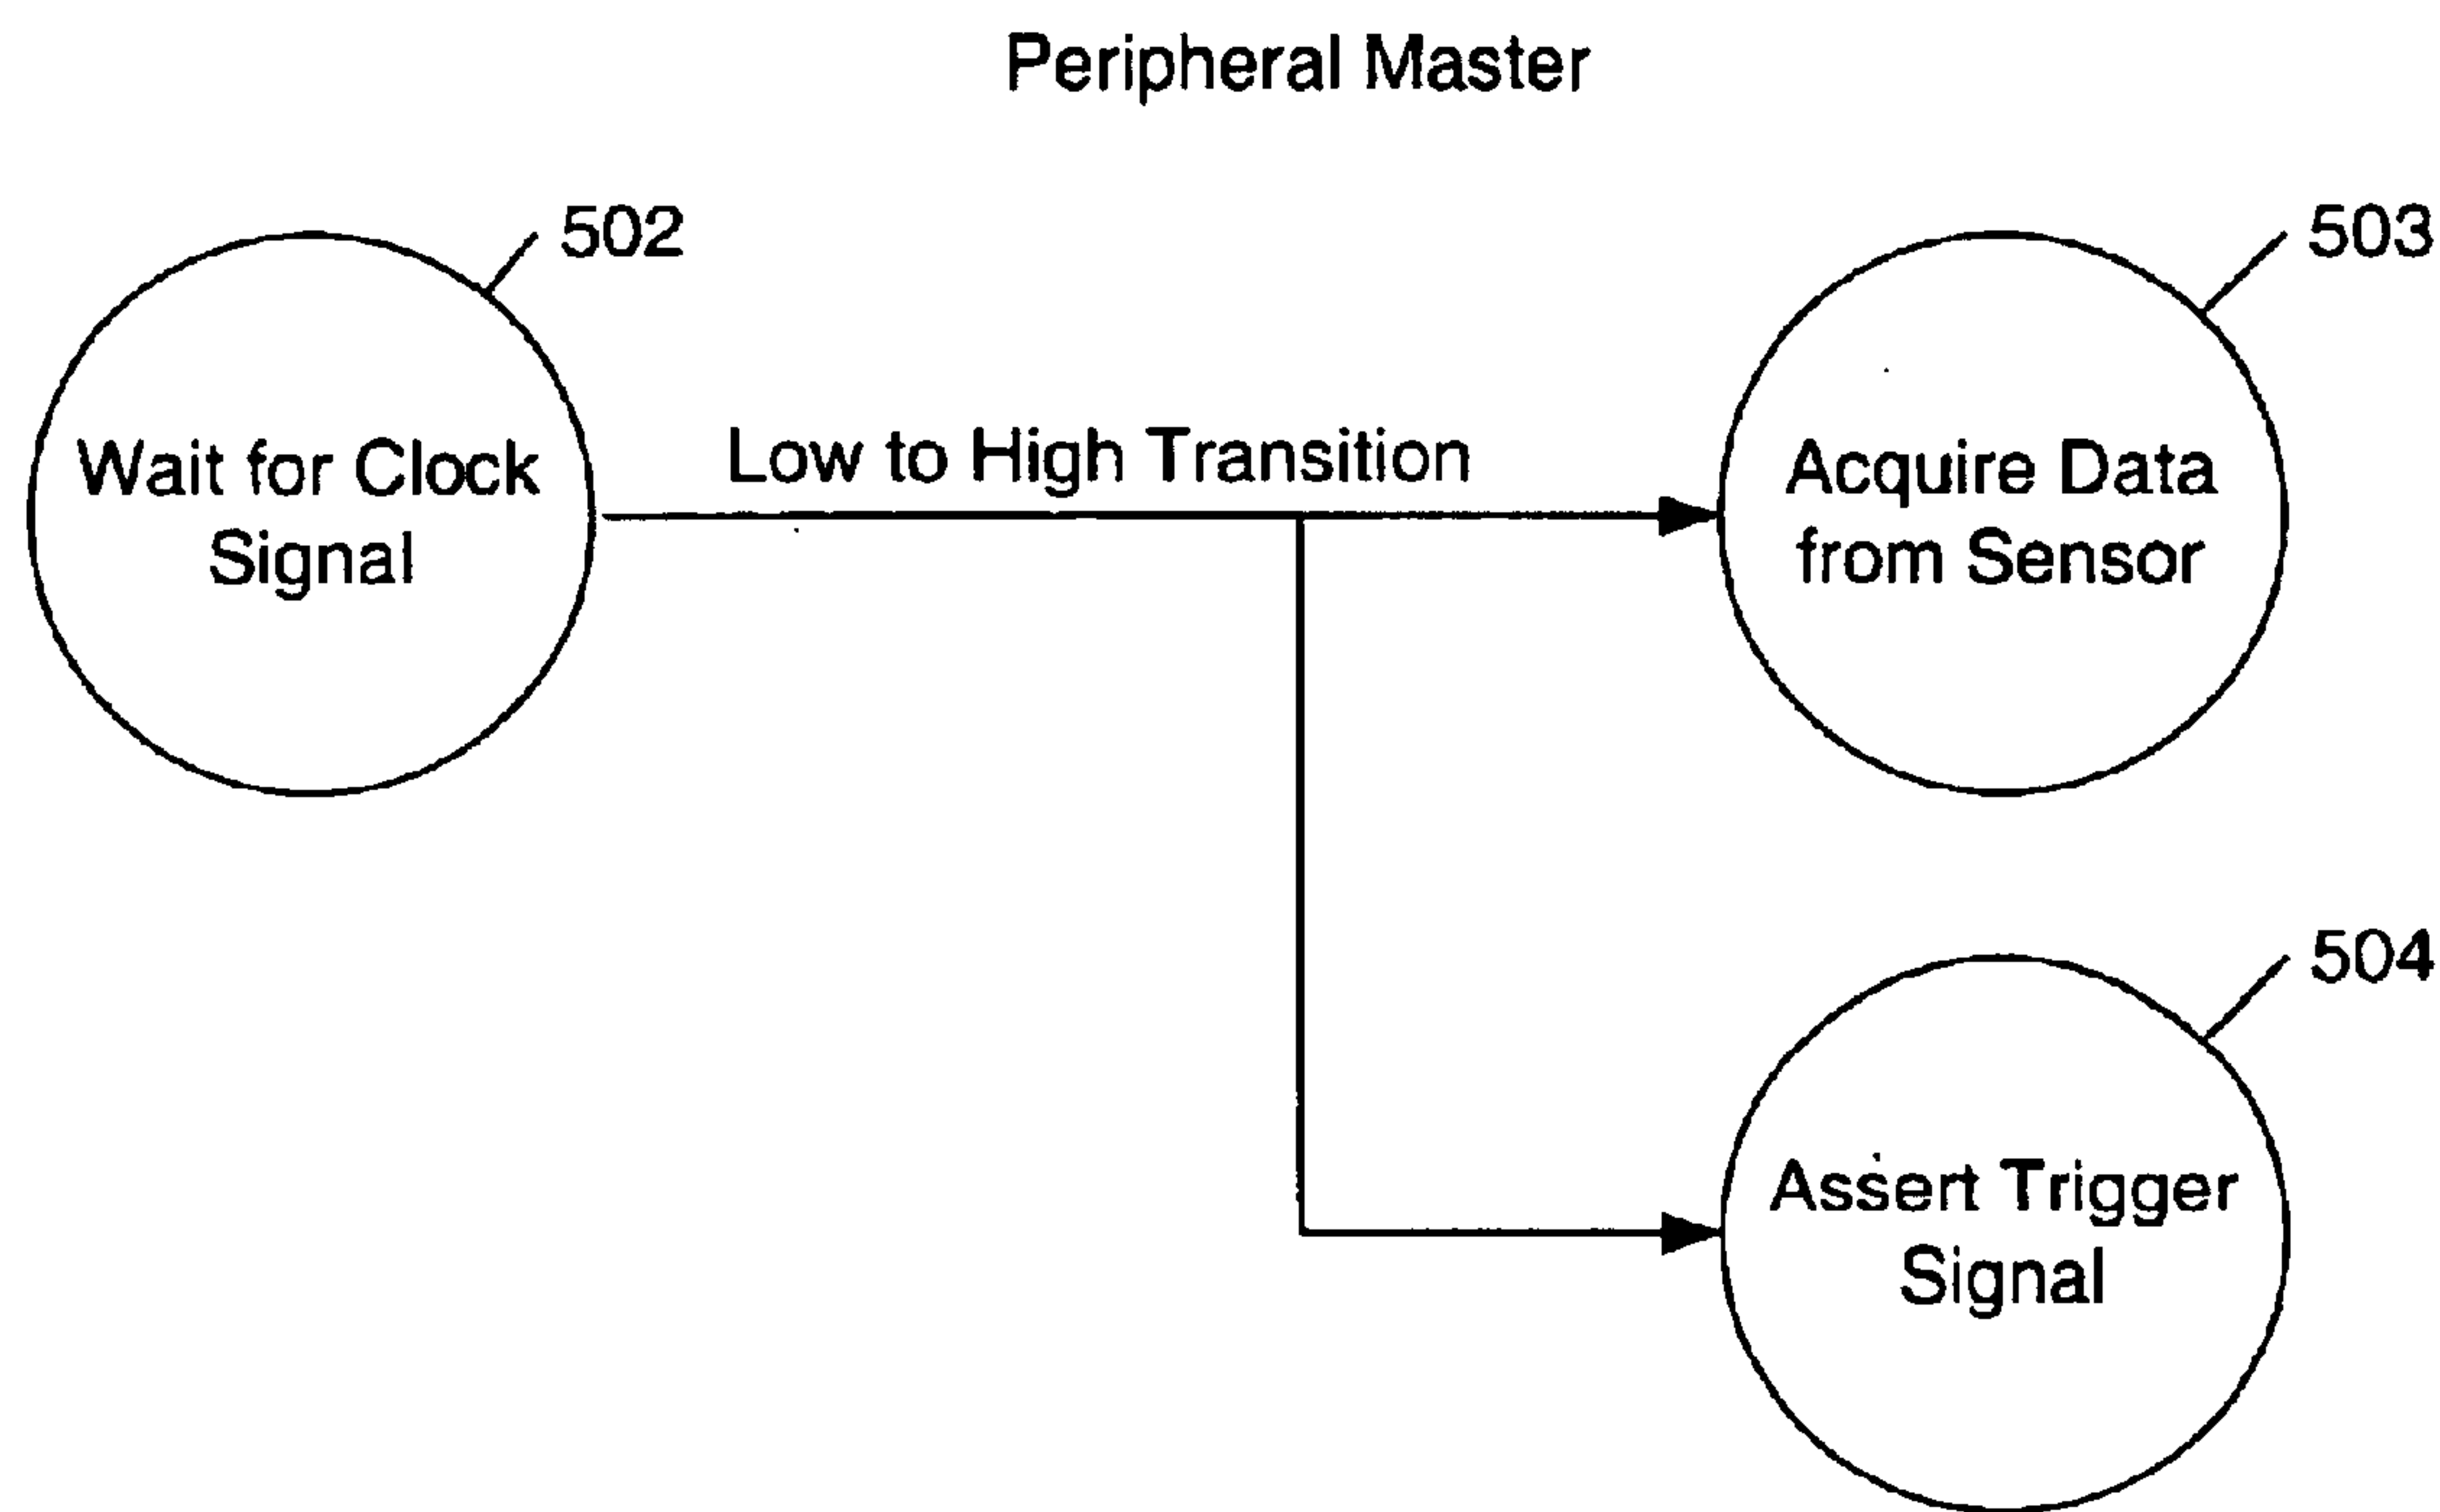 Peripheral Master
502
503
Wait for Clock
Signal
Low to High Transition
Acquire Data
from Sensor
504
Assert Trigger
Signal